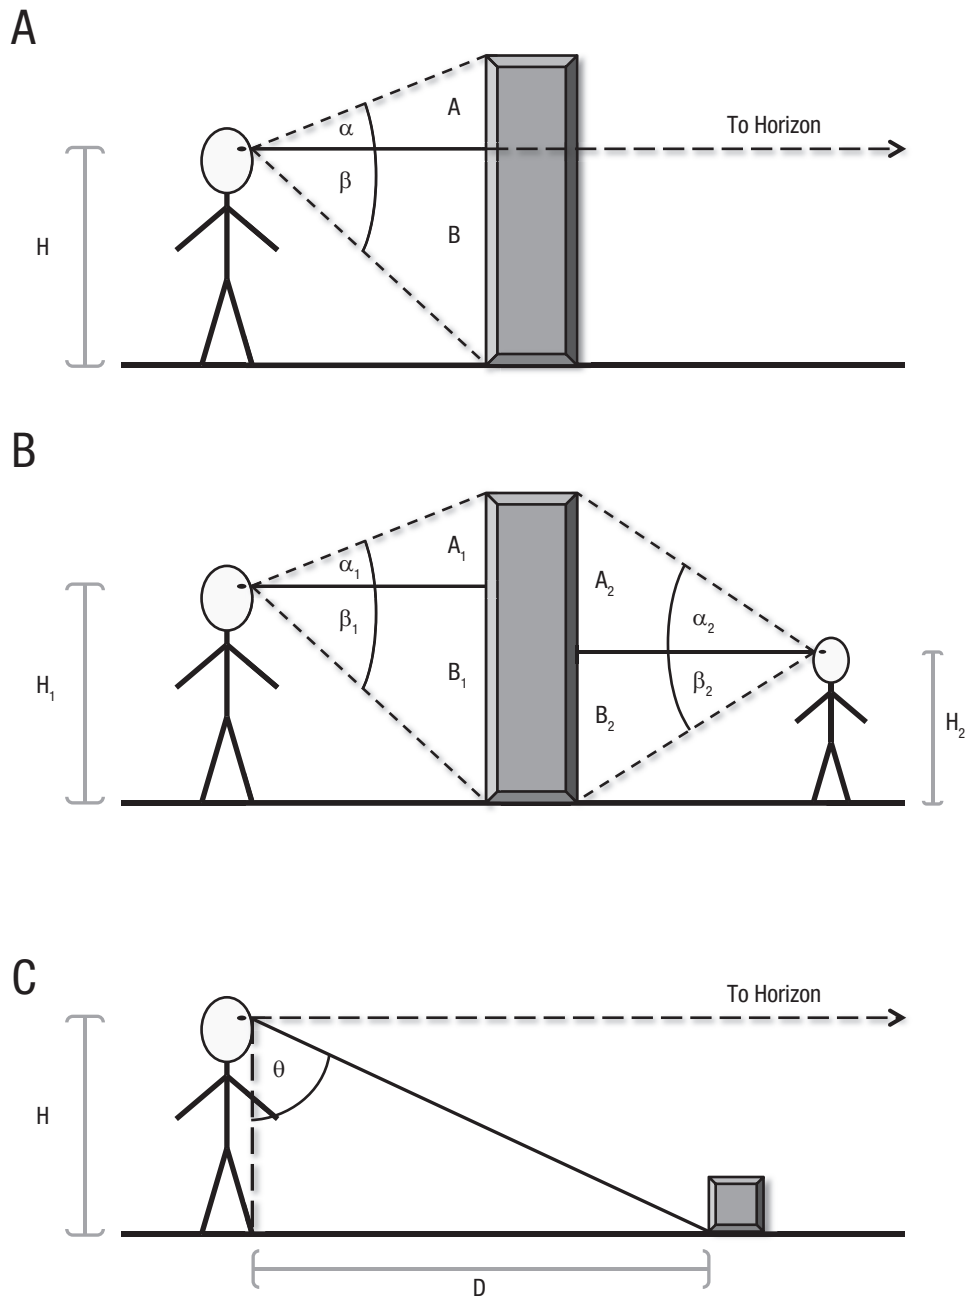 A
A
α
To Horizon
β
H
B
B
A₁
α₁
A₂
β₁
α₂
B₁
β₂
H₁
B₂
H₂
C
To Horizon
θ
H
D